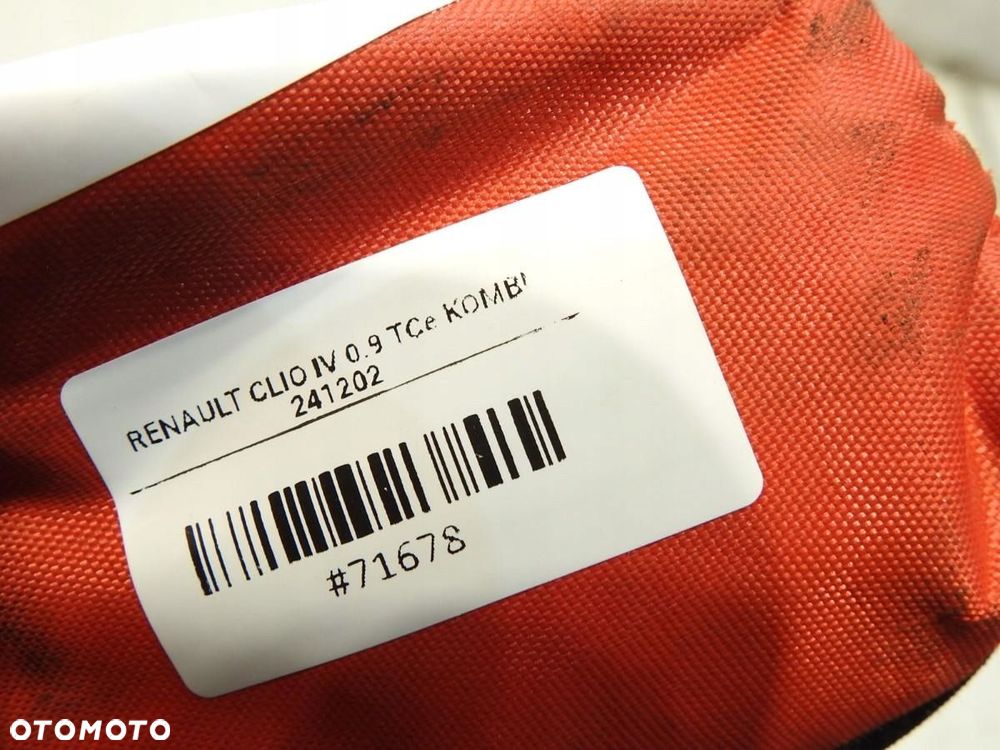 RENAULT CLIO IV 0.9 TCe KOMBI
241202
#71678
OTOMOTO